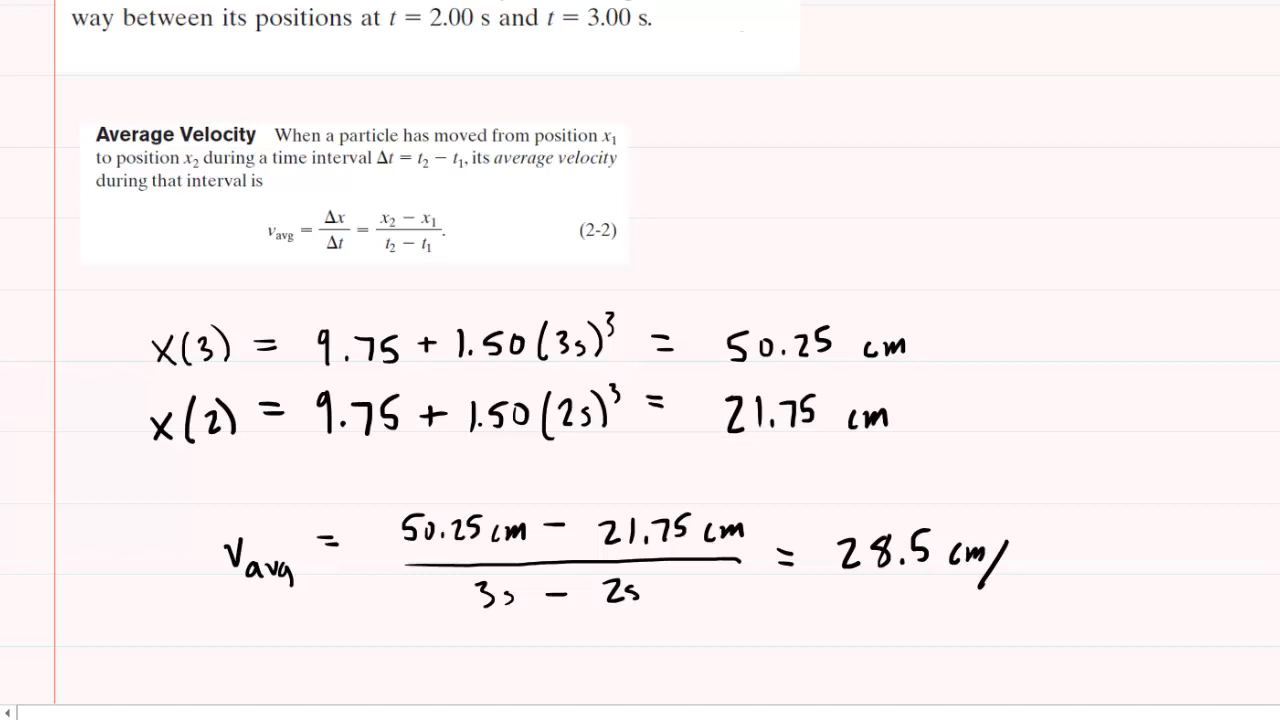 way between its positions at t = 2.00 s and t = 3.00 s.
Average Velocity When a particle has moved from position x₁
to position x₂ during a time interval Δt = t₂ − t₁, its average velocity
during that interval is
v_avg = Δx/Δt = (x₂ − x₁)/(t₂ − t₁). (2-2)
x(3) = 9.75 + 1.50(3s)³ = 50.25 cm
x(2) = 9.75 + 1.50(2s)³ = 21.75 cm
v_avg = (50.25 cm − 21.75 cm)/(3s − 2s) = 28.5 cm/